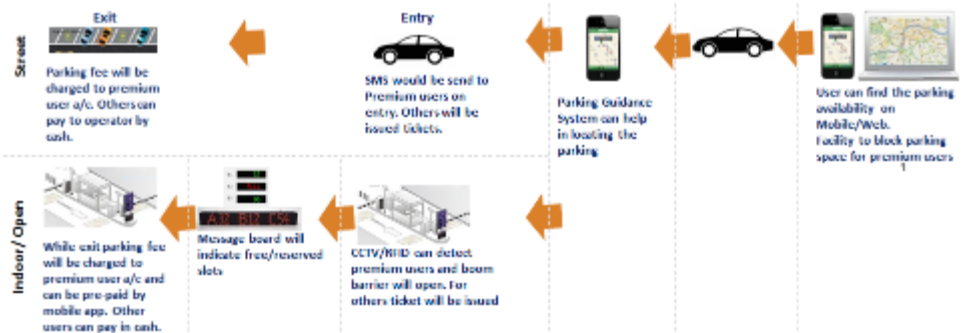 Street
Exit
Parking fee will be
charged to premium
user a/c. Others can
pay to operator by
cash.
Entry
SMS would be send to
Premium users on
entry. Others will be
issued tickets.
Parking Guidance
System can help
in locating the
parking
User can find the parking
availability on
Mobile/Web.
Facility to block parking
space for premium users
1
Indoor/ Open
While exit parking fee
will be charged to
premium user a/c and
can be pre-paid by
mobile app. Other
users can pay in cash.
A32 B12 C54
Message board will
indicate free/reserved
slots
CCTV/RFID can detect
premium users and boom
barrier will open. For
others ticket will be issued